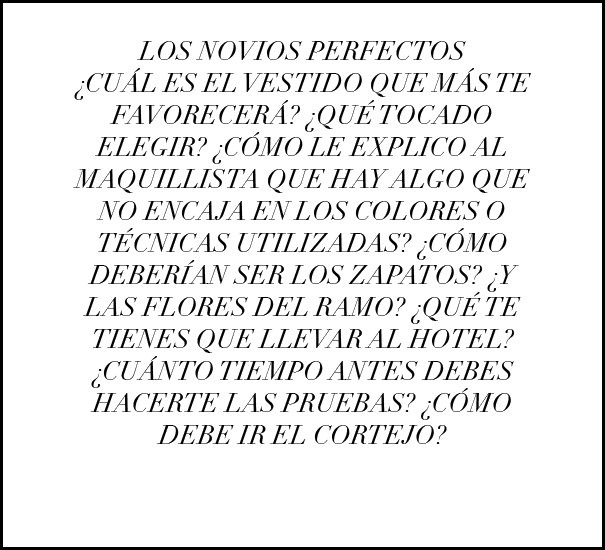 LOS NOVIOS PERFECTOS
¿CUÁL ES EL VESTIDO QUE MÁS TE
FAVORECERÁ? ¿QUÉ TOCADO
ELEGIR? ¿CÓMO LE EXPLICO AL
MAQUILLISTA QUE HAY ALGO QUE
NO ENCAJA EN LOS COLORES O
TÉCNICAS UTILIZADAS? ¿CÓMO
DEBERÍAN SER LOS ZAPATOS? ¿Y
LAS FLORES DEL RAMO? ¿QUÉ TE
TIENES QUE LLEVAR AL HOTEL?
¿CUÁNTO TIEMPO ANTES DEBES
HACERTE LAS PRUEBAS? ¿CÓMO
DEBE IR EL CORTEJO?